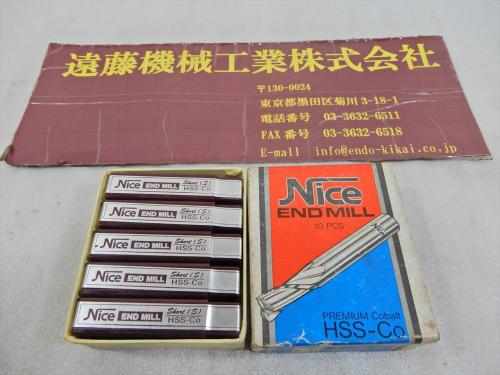 遠藤機械工業株式会社
〒130-0024
東京都墨田区菊川3-18-1
電話番号 03-3632-6511
FAX番号 03-3632-6518
E-mail info@endo-kikai.co.jp
Nice END MILL Short(S) HSS-Co
Nice END MILL Short(S) HSS-Co
Nice END MILL Short(S) HSS-Co
Nice END MILL Short(S) HSS-Co
Nice END MILL Short(S) HSS-Co
Nice
END MILL
10 PCS
PREMIUM Cobalt
HSS-Co